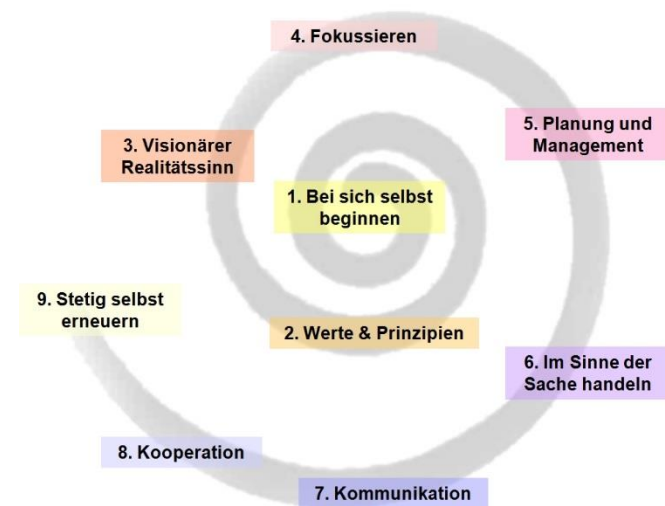 1. Bei sich selbst
beginnen
2. Werte & Prinzipien
3. Visionärer
Realitätssinn
4. Fokussieren
5. Planung und
Management
6. Im Sinne der
Sache handeln
7. Kommunikation
8. Kooperation
9. Stetig selbst
erneuern